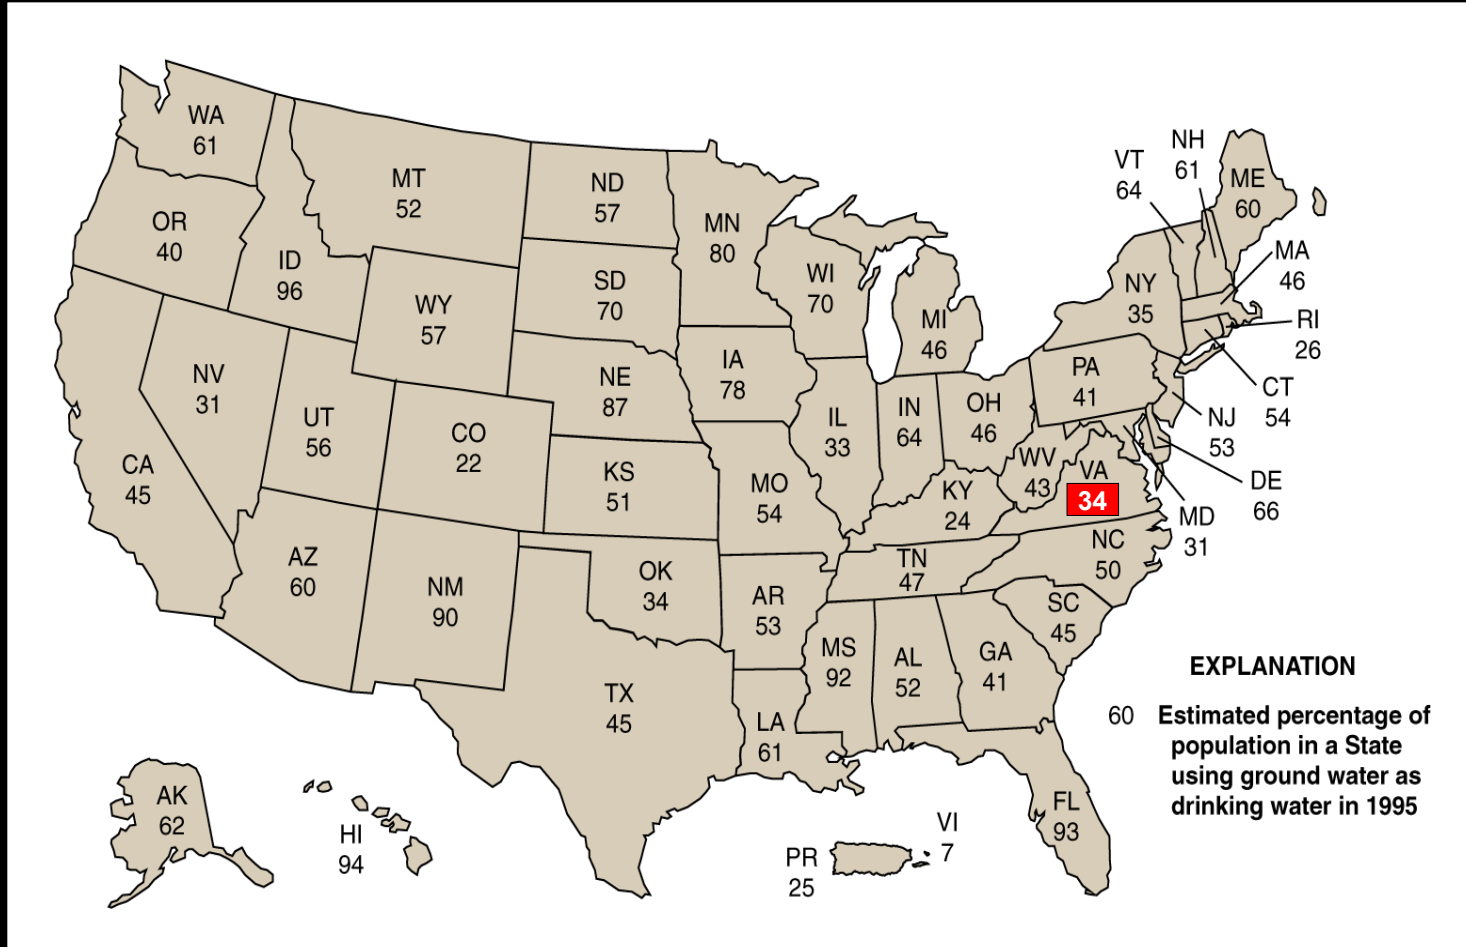 WA
61
OR
40
ID
96
MT
52
WY
57
NV
31
UT
56
CO
22
CA
45
AZ
60
NM
90
ND
57
SD
70
NE
87
KS
51
OK
34
TX
45
MN
80
IA
78
MO
54
AR
53
LA
61
WI
70
IL
33
MI
46
IN
64
OH
46
KY
24
TN
47
MS
92
AL
52
GA
41
FL
93
SC
45
NC
50
VA
34
WV
43
PA
41
NY
35
VT
64
NH
61
ME
60
MA
46
RI
26
CT
54
NJ
53
DE
66
MD
31
AK
62
HI
94
PR
25
VI
7
EXPLANATION
60 Estimated percentage of
population in a State
using ground water as
drinking water in 1995